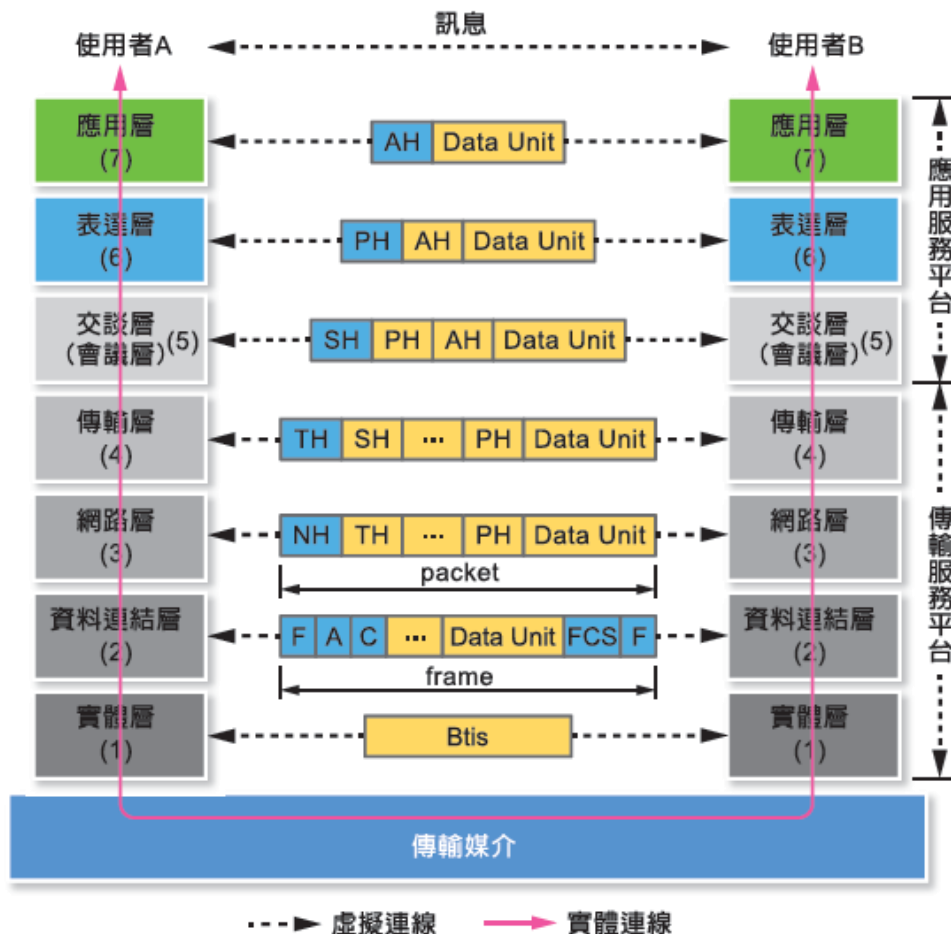 訊息
使用者A
使用者B
應用層
(7)
AH Data Unit
應用層
(7)
表達層
(6)
PH AH Data Unit
表達層
(6)
交談層
(會議層)(5)
SH PH AH Data Unit
交談層
(會議層)(5)
應用服務平台
傳輸層
(4)
TH SH ... PH Data Unit
傳輸層
(4)
網路層
(3)
NH TH ... PH Data Unit
packet
網路層
(3)
資料連結層
(2)
F A C ... Data Unit FCS F
frame
資料連結層
(2)
實體層
(1)
Btis
實體層
(1)
傳輸服務平台
傳輸媒介
虛擬連線
實體連線